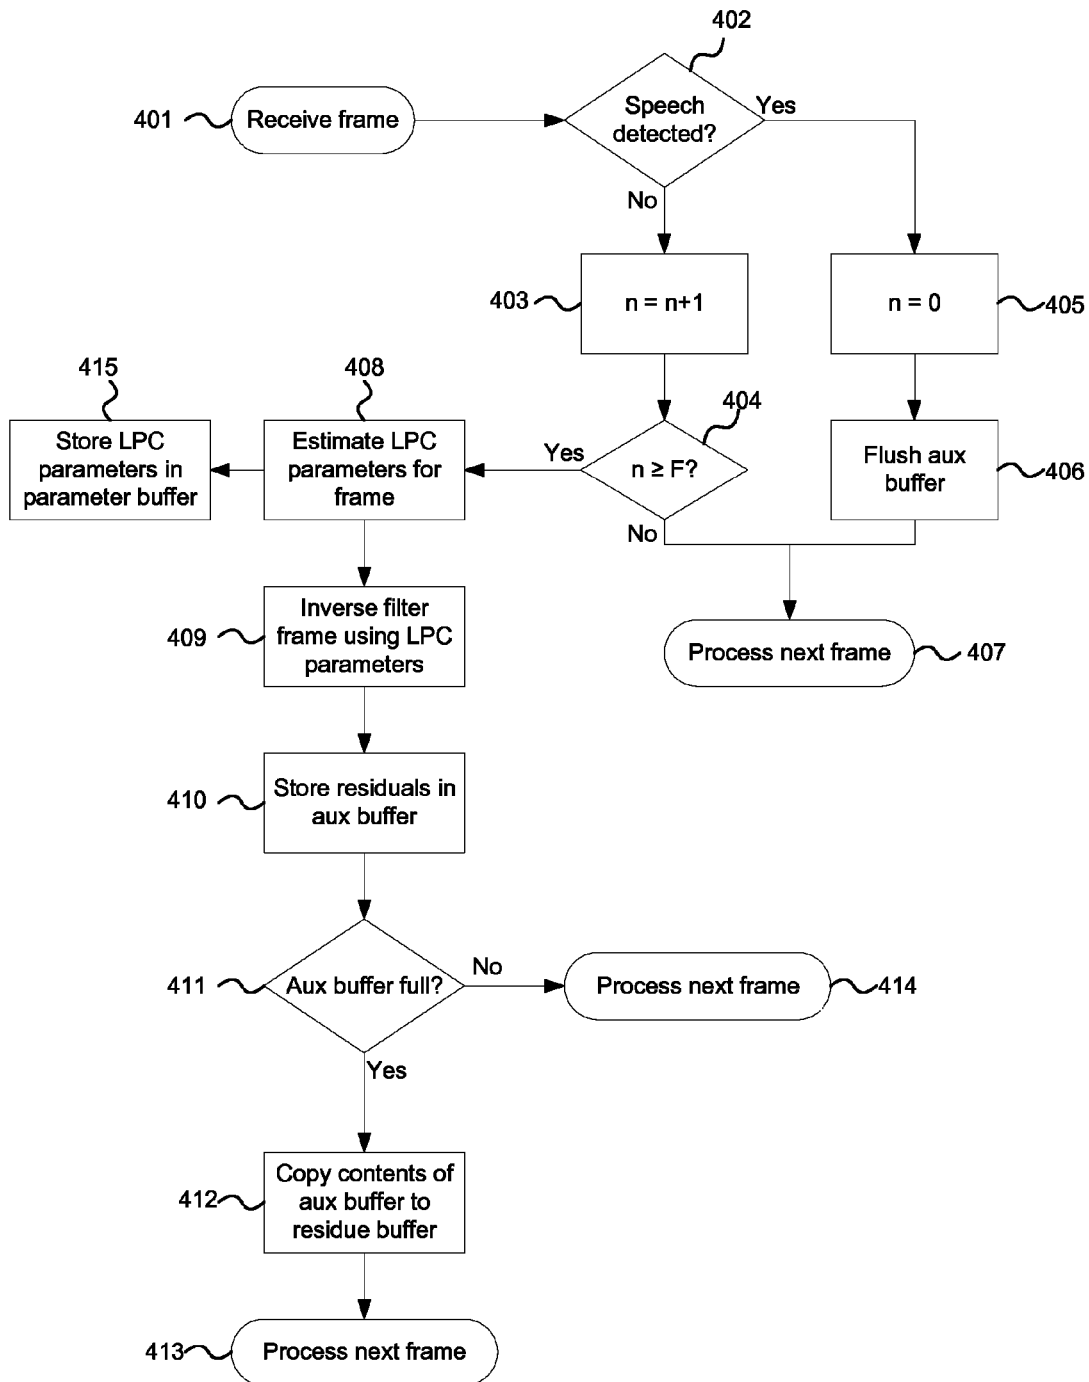 402
401
Receive frame
Speech
detected?
Yes
No
403
n = n+1
n = 0
405
415
408
404
Store LPC
parameters in
parameter buffer
Estimate LPC
parameters for
frame
Yes
n ≥ F?
Flush aux
buffer
406
No
409
Inverse filter
frame using LPC
parameters
Process next frame
407
410
Store residuals in
aux buffer
411
Aux buffer full?
No
Process next frame
414
Yes
412
Copy contents of
aux buffer to
residue buffer
413
Process next frame